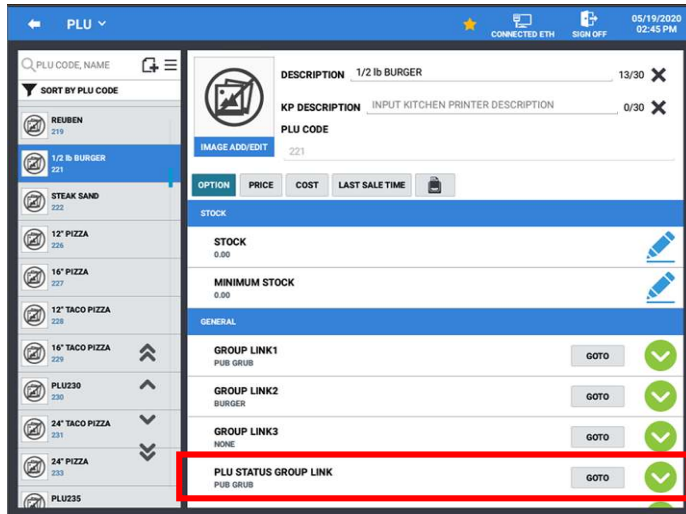 PLU
CONNECTED ETH
SIGN OFF
05/19/2020
02:45 PM
PLU CODE, NAME
SORT BY PLU CODE
REUBEN
219
1/2 lb BURGER
221
STEAK SAND
222
12" PIZZA
226
16" PIZZA
227
12" TACO PIZZA
228
16" TACO PIZZA
229
PLU230
230
24" TACO PIZZA
231
24" PIZZA
233
PLU235
IMAGE ADD/EDIT
DESCRIPTION 1/2 lb BURGER 13/30
KP DESCRIPTION INPUT KITCHEN PRINTER DESCRIPTION 0/30
PLU CODE
221
OPTION PRICE COST LAST SALE TIME
STOCK
STOCK
0.00
MINIMUM STOCK
0.00
GENERAL
GROUP LINK1
PUB GRUB
GOTO
GROUP LINK2
BURGER
GOTO
GROUP LINK3
NONE
GOTO
PLU STATUS GROUP LINK
PUB GRUB
GOTO